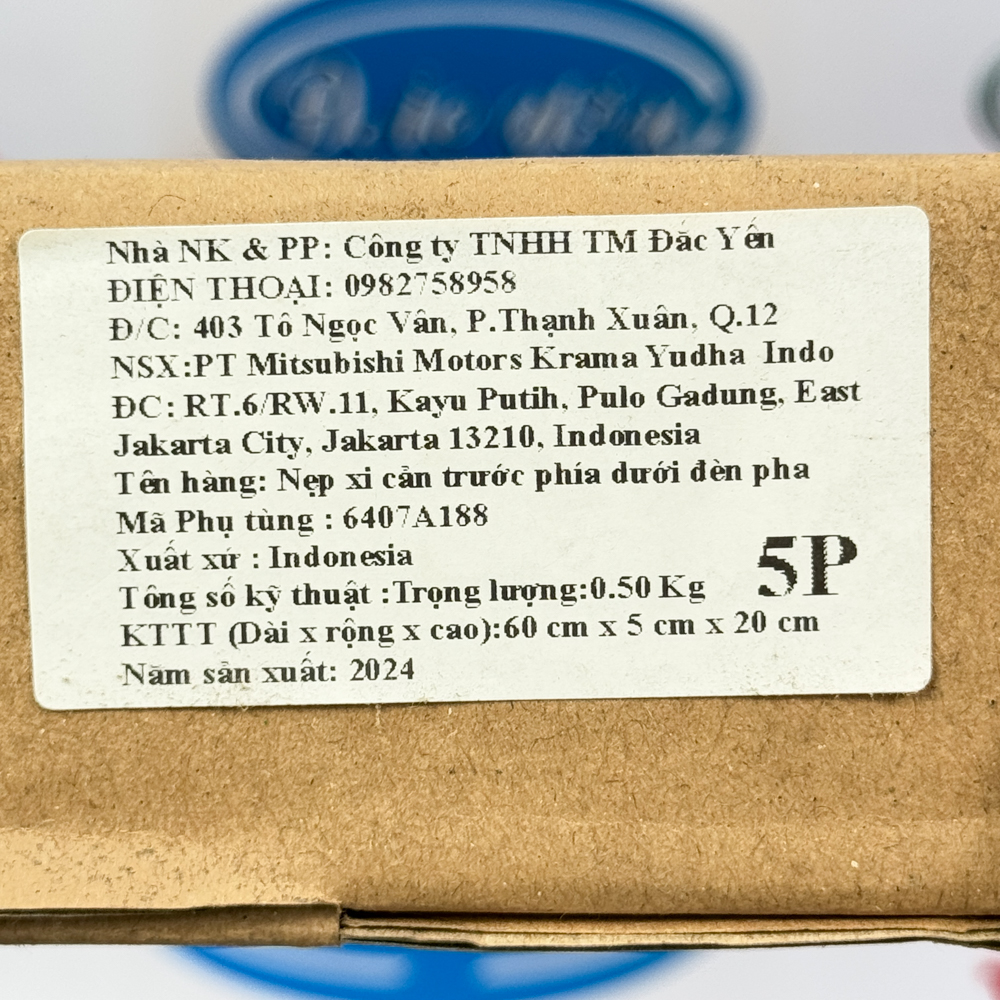 Nhà NK & PP: Công ty TNHH TM Đắc Yến
ĐIỆN THOẠI: 0982758958
Đ/C: 403 Tô Ngọc Vân, P.Thạnh Xuân, Q.12
NSX:PT Mitsubishi Motors Krama Yudha Indo
ĐC: RT.6/RW.11, Kayu Putih, Pulo Gadung, East
Jakarta City, Jakarta 13210, Indonesia
Tên hàng: Nẹp xi cản trước phía dưới đèn pha
Mã Phụ tùng : 6407A188
Xuất xứ : Indonesia
5P
Tông số kỹ thuật :Trọng lượng:0.50 Kg
KTTT (Dài x rộng x cao):60 cm x 5 cm x 20 cm
Năm sản xuất: 2024